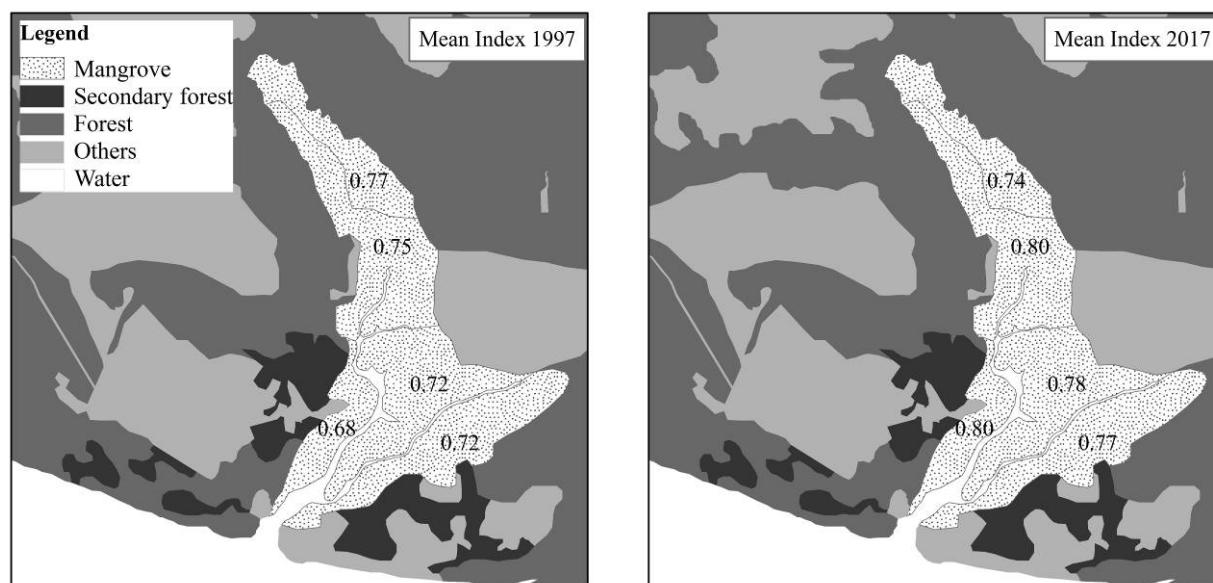 Legend
Mangrove
Secondary forest
Forest
Others
Water
Mean Index 1997
0.77
0.75
0.72
0.68
0.72
Mean Index 2017
0.74
0.80
0.78
0.80
0.77